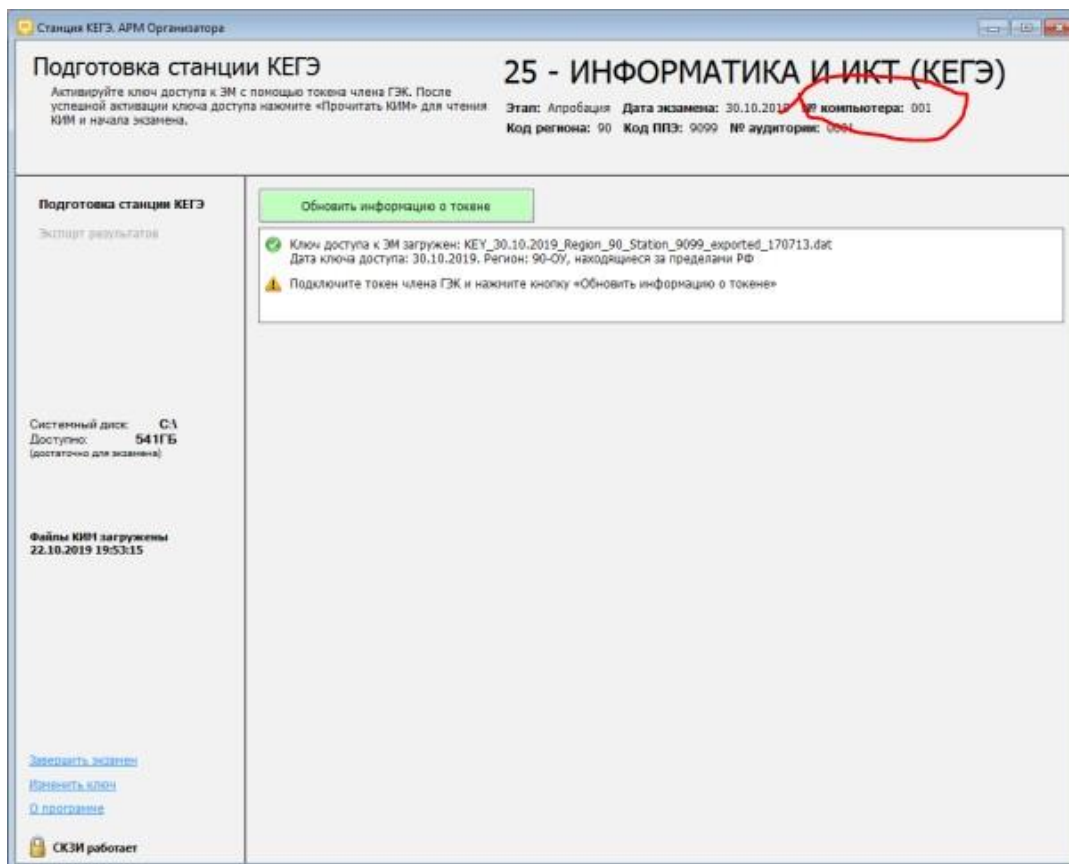 Станция КЕГЭ. АРМ Организатора
Подготовка станции КЕГЭ
Активируйте ключ доступа к ЭМ с помощью токена члена ГЭК. После
успешной активации ключа доступа нажмите «Прочитать КИМ» для чтения
КИМ и начала экзамена.
25 - ИНФОРМАТИКА И ИКТ (КЕГЭ)
Этап: Апробация Дата экзамена: 30.10.2019 № компьютера: 001
Код региона: 90 Код ППЭ: 9099 № аудитории: 0001
Подготовка станции КЕГЭ
Экспорт результатов
Обновить информацию о токене
Ключ доступа к ЭМ загружен: KEY_30.10.2019_Region_90_Station_9099_exported_170713.dat
Дата ключа доступа: 30.10.2019. Регион: 90-ОУ, находящиеся за пределами РФ
Подключите токен члена ГЭК и нажмите кнопку «Обновить информацию о токене»
Системный диск: C:\
Доступно: 541ГБ
(достаточно для экзамена)
Файлы КИМ загружены
22.10.2019 19:53:15
Завершить экзамен
Изменить ключ
О программе
СКЗИ работает